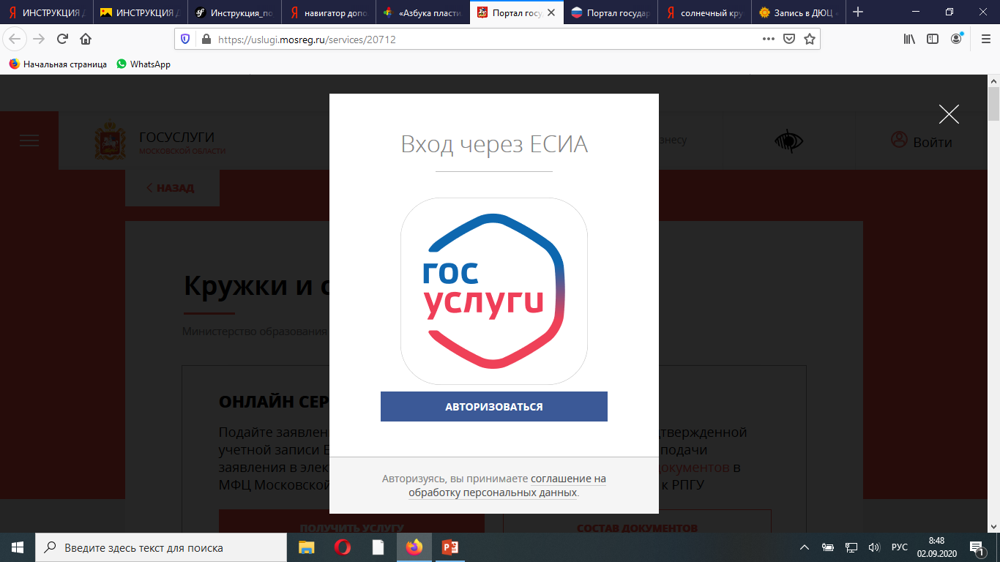 ИНСТРУКЦИЯ Д
ИНСТРУКЦИЯ Д
Инструкция_по
навигатор допо
«Азбука пласти
Портал госу
Портал государ
солнечный кру
Запись в ДЮЦ «
https://uslugi.mosreg.ru/services/20712
Начальная страница
WhatsApp
ГОСУСЛУГИ
МОСКОВСКОЙ ОБЛАСТИ
знесу
Войти
НАЗАД
Вход через ЕСИА
гос
услуги
АВТОРИЗОВАТЬСЯ
Авторизуясь, вы принимаете соглашение на
обработку персональных данных.
Кружки и с
Министерство образования
ОНЛАЙН СЕР
Подайте заявлен
учетной записи Е
заявления в элек
МФЦ Московской
дтвержденной
подачи
документов в
к РПГУ
ПОЛУЧИТЬ УСЛУГУ
СОСТАВ ДОКУМЕНТОВ
Введите здесь текст для поиска
РУС
8:48
02.09.2020
1